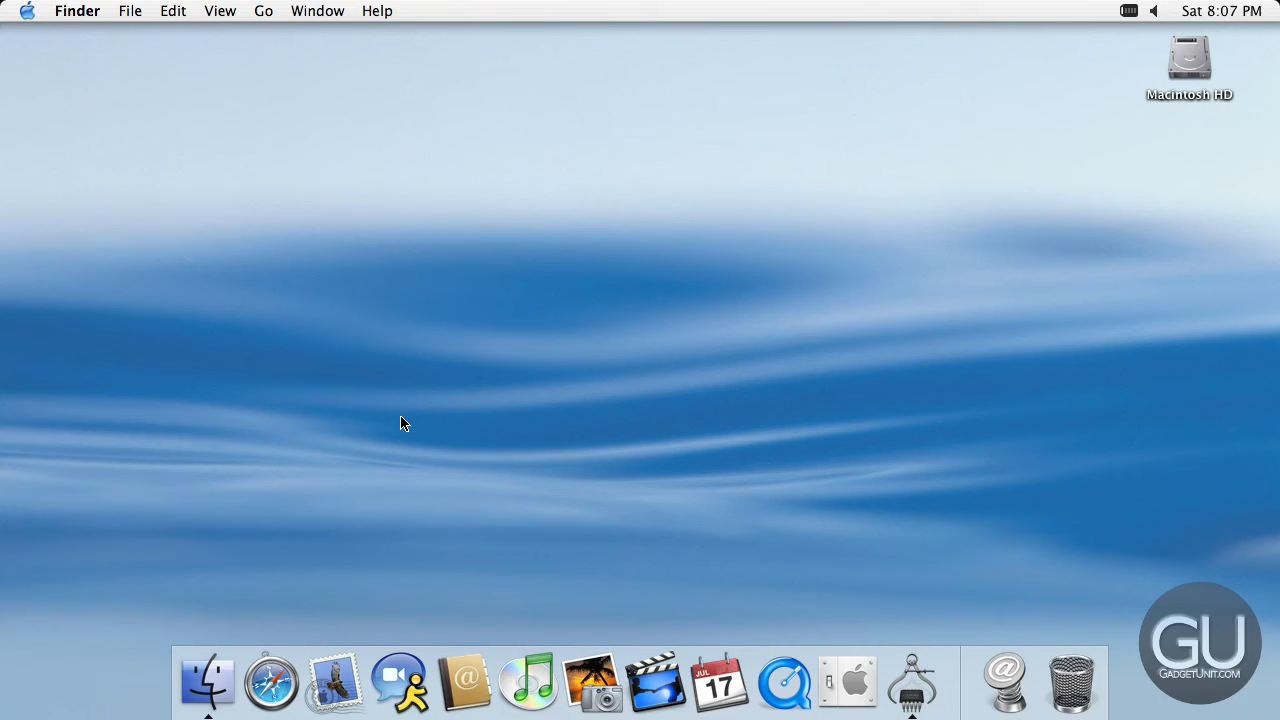 Finder File Edit View Go Window Help Sat 8:07 PM
Macintosh HD
@
JUL
17
@
GU
GADGETUNIT.COM